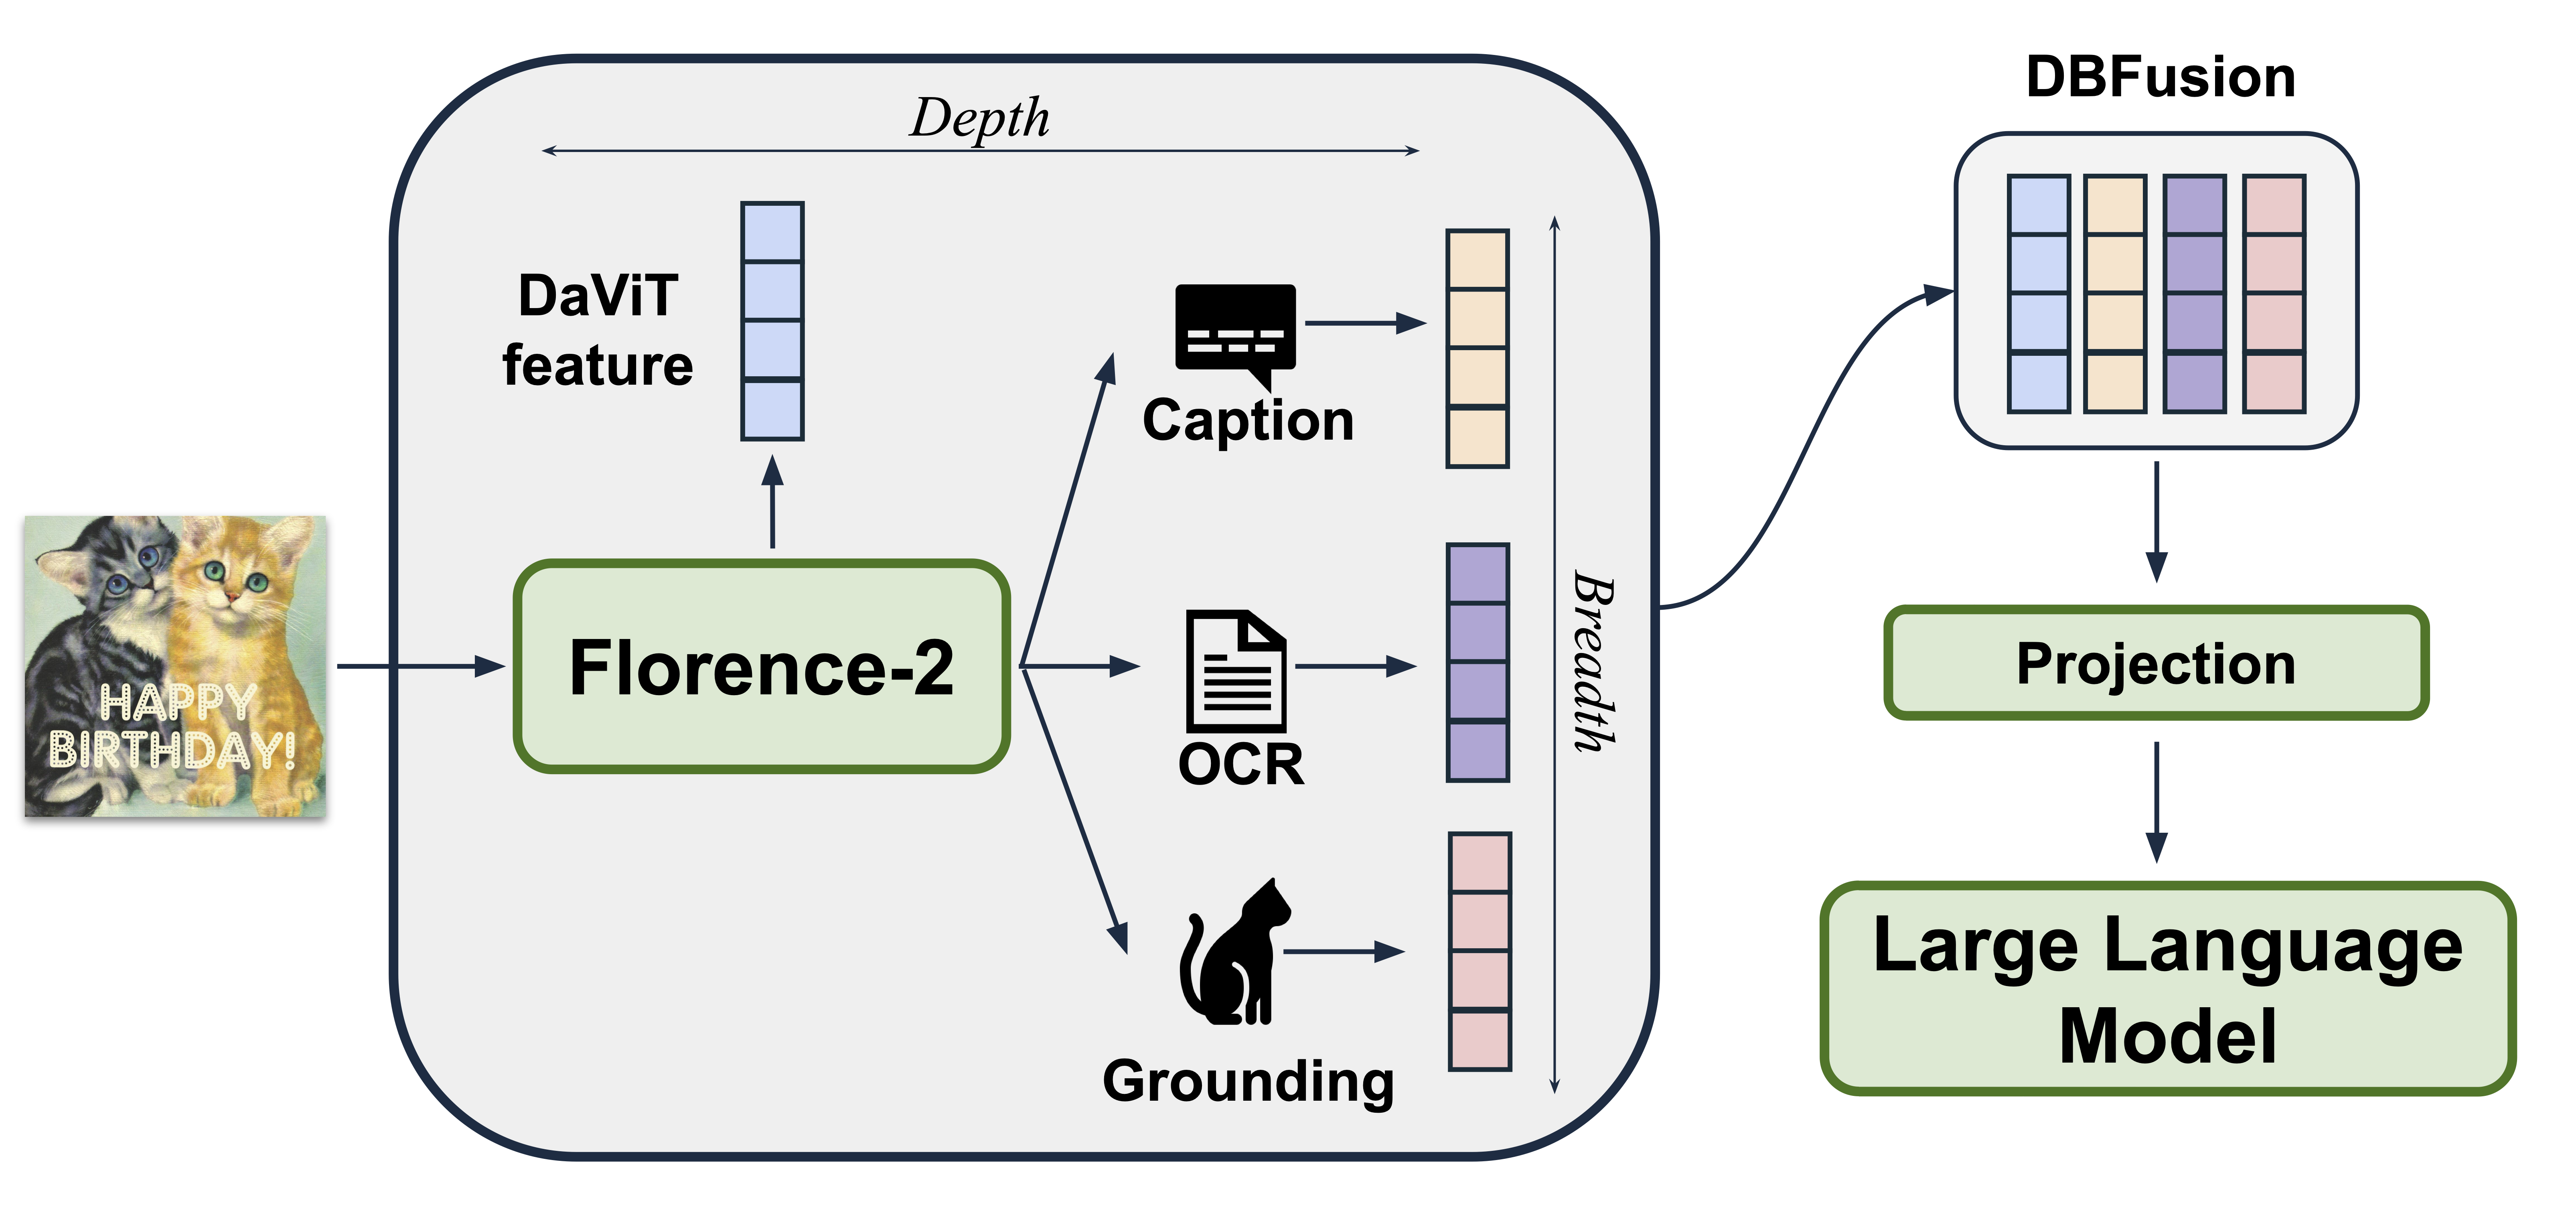 Depth
DaViT
feature
Caption
Florence-2
OCR
Grounding
Breadth
HAPPY
BIRTHDAY!
DBFusion
Projection
Large Language
Model